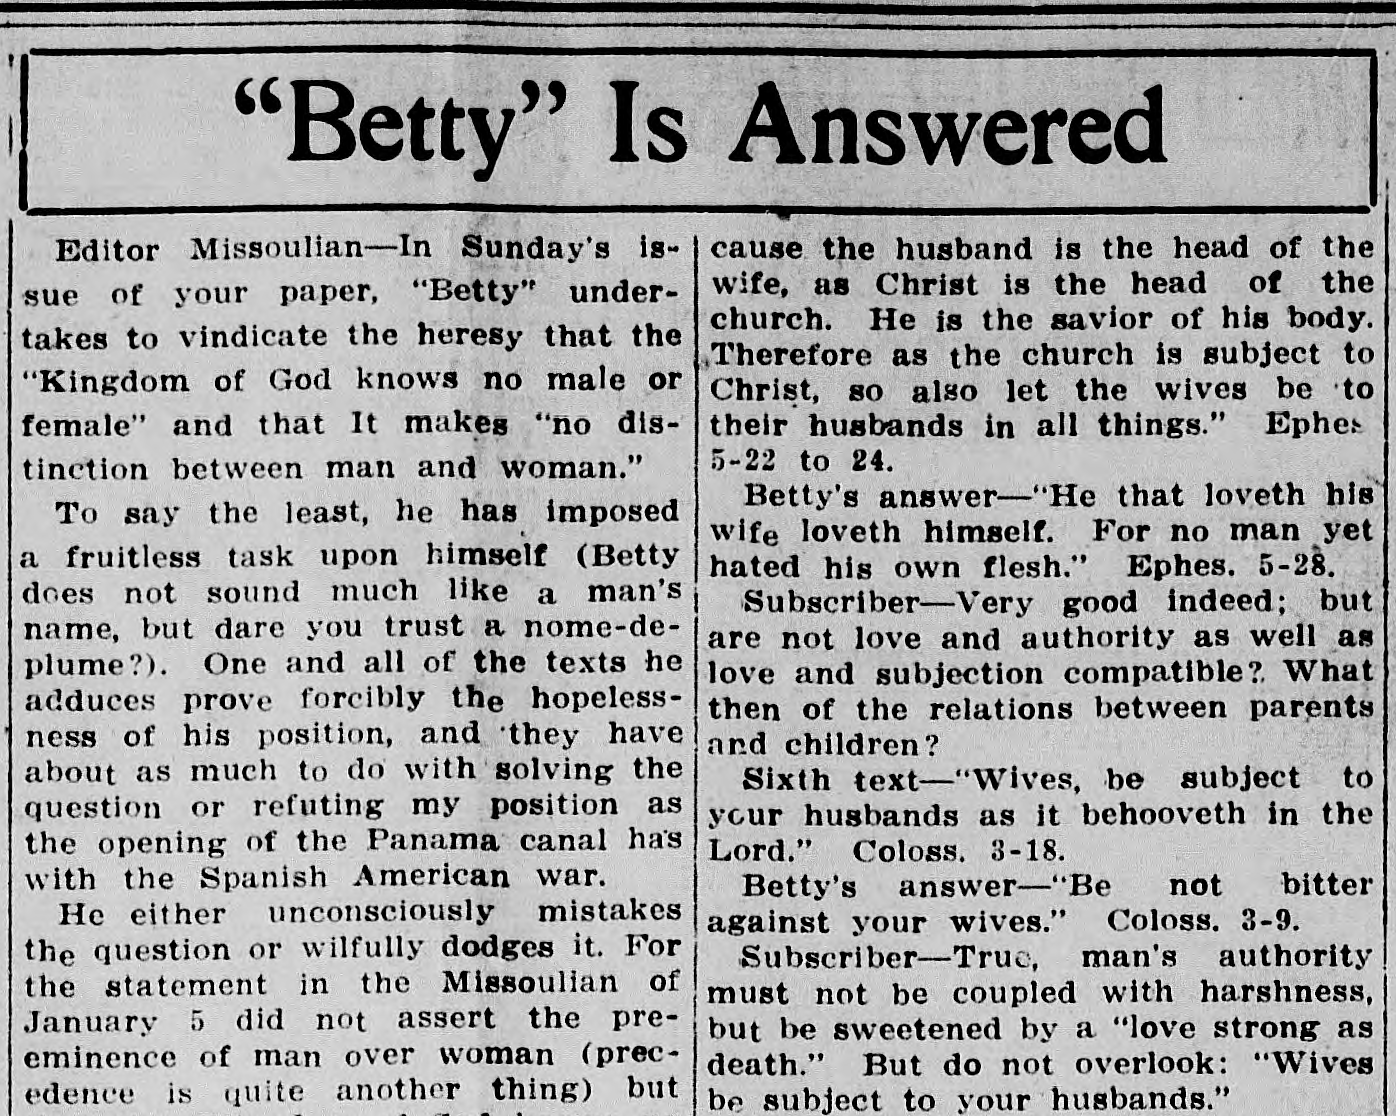 “Betty” Is Answered
Editor Missoulian—In Sunday's is-
sue of your paper, "Betty" under-
takes to vindicate the heresy that the
"Kingdom of God knows no male or
female" and that It makes "no dis-
tinction between man and woman."
To say the least, he has imposed
a fruitless task upon himself (Betty
does not sound much like a man's
name, but dare you trust a nome-de-
plume?). One and all of the texts he
adduces prove forcibly the hopeless-
ness of his position, and they have
about as much to do with solving the
question or refuting my position as
the opening of the Panama canal has
with the Spanish American war.
He either unconsciously mistakes
the question or wilfully dodges it. For
the statement in the Missoulian of
January 5 did not assert the pre-
eminence of man over woman (prec-
edence is quite another thing) but
cause the husband is the head of the
wife, as Christ is the head of the
church. He is the savior of his body.
Therefore as the church is subject to
Christ, so also let the wives be to
their husbands in all things." Ephes
5-22 to 24.
Betty's answer—"He that loveth his
wife loveth himself. For no man yet
hated his own flesh." Ephes. 5-28.
Subscriber—Very good indeed; but
are not love and authority as well as
love and subjection compatible? What
then of the relations between parents
and children?
Sixth text—"Wives, be subject to
your husbands as it behooveth in the
Lord." Coloss. 3-18.
Betty's answer—"Be not bitter
against your wives." Coloss. 3-9.
Subscriber—True, man's authority
must not be coupled with harshness,
but be sweetened by a "love strong as
death." But do not overlook: "Wives
be subject to your husbands."